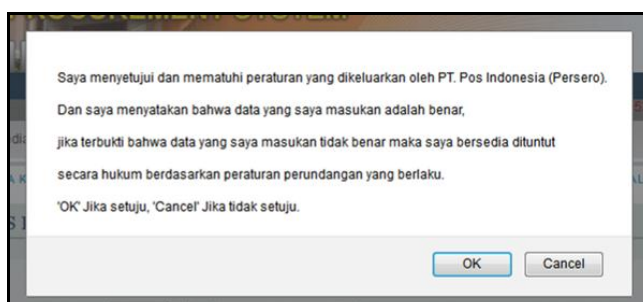 PROCUREMENT SYSTEM
Saya menyetujui dan mematuhi peraturan yang dikeluarkan oleh PT. Pos Indonesia (Persero).
Dan saya menyatakan bahwa data yang saya masukan adalah benar,
jika terbukti bahwa data yang saya masukan tidak benar maka saya bersedia dituntut
secara hukum berdasarkan peraturan perundangan yang berlaku.
'OK' Jika setuju, 'Cancel' Jika tidak setuju.
OK Cancel